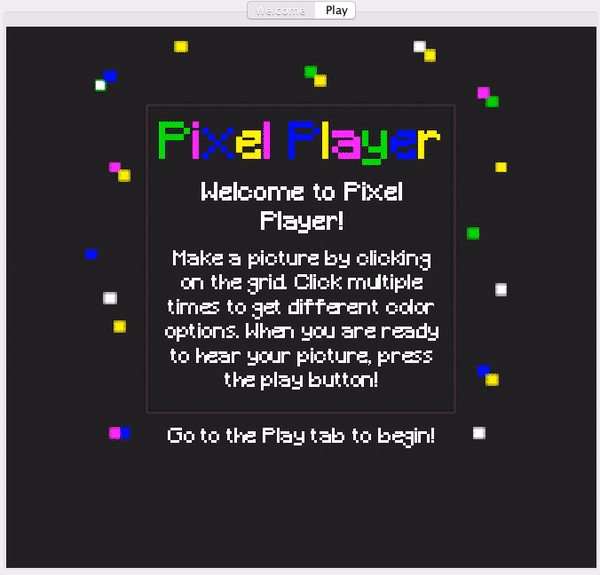 Welcome Play
Pixel Player
Welcome to Pixel
Player!
Make a picture by clicking
on the grid. Click multiple
times to get different color
options. When you are ready
to hear your picture, press
the play button!
Go to the Play tab to begin!